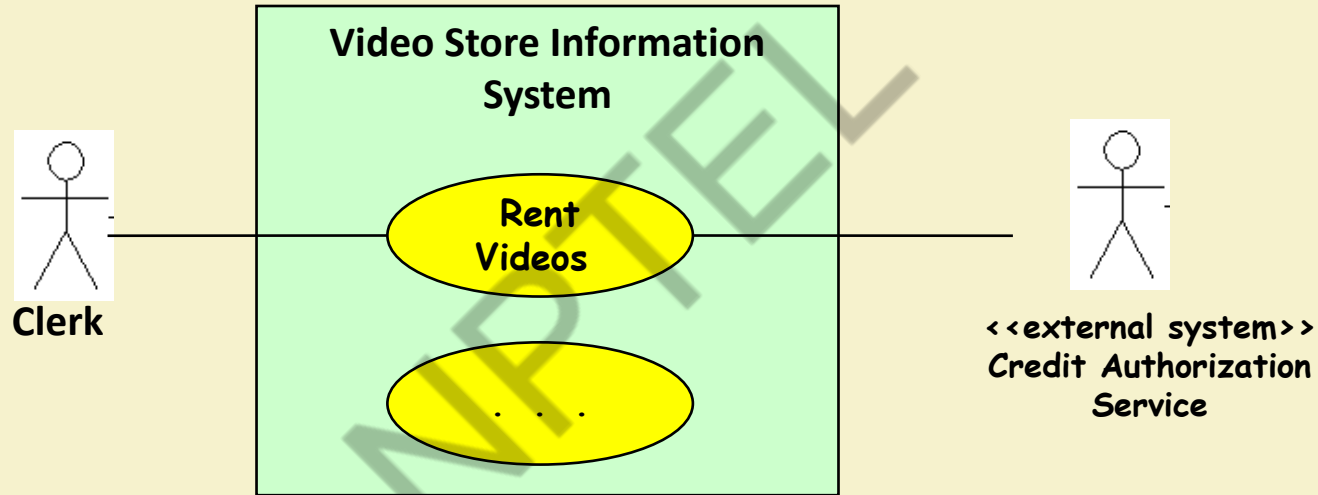 Video Store Information
System
Rent
Videos
Clerk
. . .
<<external system>>
Credit Authorization
Service
NPTEL